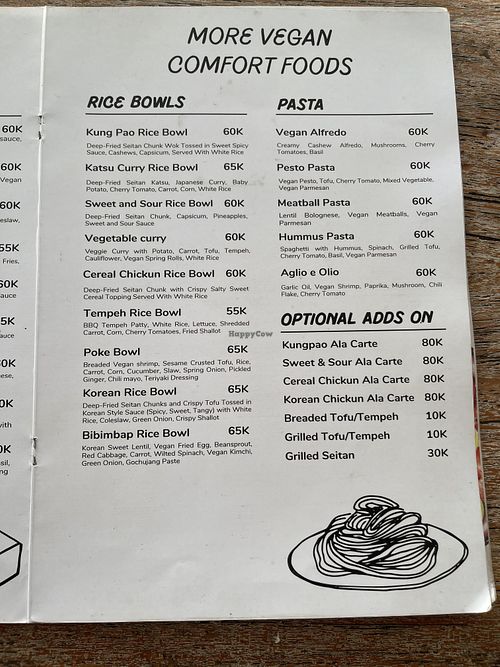 MORE VEGAN
COMFORT FOODS
RICE BOWLS
Kung Pao Rice Bowl 60K
Deep-Fried Seitan Chunk Wok Tossed in Sweet Spicy
Sauce, Cashews, Capsicum, Served With White Rice
Katsu Curry Rice Bowl 65K
Deep-Fried Seitan Katsu, Japanese Curry, Baby
Potato, Cherry Tomato, Carrot, Corn, White Rice
Sweet and Sour Rice Bowl 60K
Deep-Fried Seitan Chunk, Capsicum, Pineapples,
Sweet and Sour Sauce
Vegetable curry 60K
Veggie Curry with Potato, Carrot, Tofu, Tempeh,
Cauliflower, Vegan Spring Rolls, White Rice
Cereal Chickun Rice Bowl 60K
Deep-Fried Seitan Chunk with Crispy Salty Sweet
Cereal Topping Served With White Rice
Tempeh Rice Bowl 55K
BBQ Tempeh Patty, White Rice, Lettuce, Shredded
Carrot, Corn, Cherry Tomatoes, Fried Shallot
Poke Bowl 65K
Breaded Vegan shrimp, Sesame Crusted Tofu, Rice,
Carrot, Corn, Cucumber, Slaw, Spring Onion, Pickled
Ginger, Chili mayo, Teriyaki Dressing
Korean Rice Bowl 65K
Deep-Fried Seitan Chunks and Crispy Tofu Tossed in
Korean Style Sauce (Spicy, Sweet, Tangy) with White
Rice, Coleslaw, Green Onion, Crispy Shallot
Bibimbap Rice Bowl 65K
Korean Sweet Lentil, Vegan Fried Egg, Beansprout,
Red Cabbage, Carrot, Wilted Spinach, Vegan Kimchi,
Green Onion, Gochujang Paste
PASTA
Vegan Alfredo 60K
Creamy Cashew Alfredo, Mushrooms, Cherry
Tomatoes, Basil
Pesto Pasta 60K
Vegan Pesto, Tofu, Cherry Tomato, Mixed Vegetable,
Vegan Parmesan
Meatball Pasta 60K
Lentil Bolognese, Vegan Meatballs, Vegan
Parmesan
Hummus Pasta 60K
Spaghetti with Hummus, Spinach, Grilled Tofu,
Cherry Tomatoes, Basil, Vegan Parmesan
Aglio e Olio 60K
Garlic Oil, Vegan Shrimp, Paprika, Mushroom, Chili
Flake, Cherry Tomato
OPTIONAL ADDS ON
Kungpao Ala Carte 80K
Sweet & Sour Ala Carte 80K
Cereal Chickun Ala Carte 80K
Korean Chickun Ala Carte 80K
Breaded Tofu/Tempeh 10K
Grilled Tofu/Tempeh 10K
Grilled Seitan 30K
HappyCow
60K
sauce,
60K
Vegan
60K
eslaw,
55K
Fries,